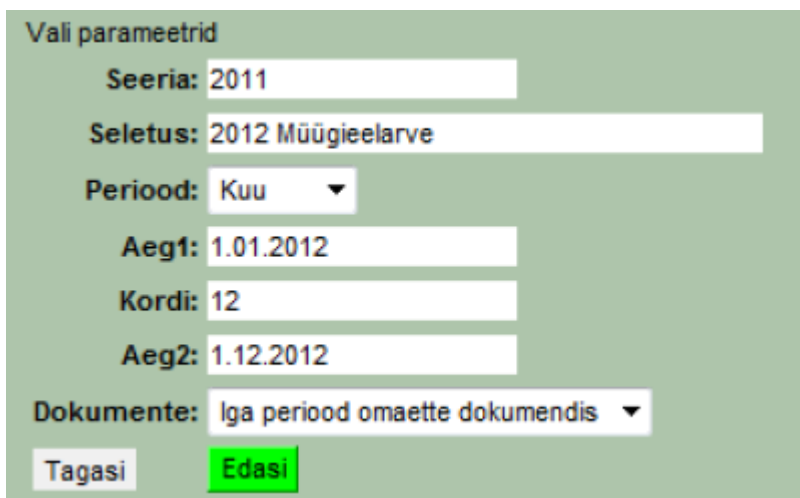 Vali parameetrid
Seeria: 2011
Seletus: 2012 Müügieelarve
Periood: Kuu
Aeg1: 1.01.2012
Kordi: 12
Aeg2: 1.12.2012
Dokumente: Iga periood omaette dokumendis
Tagasi Edasi